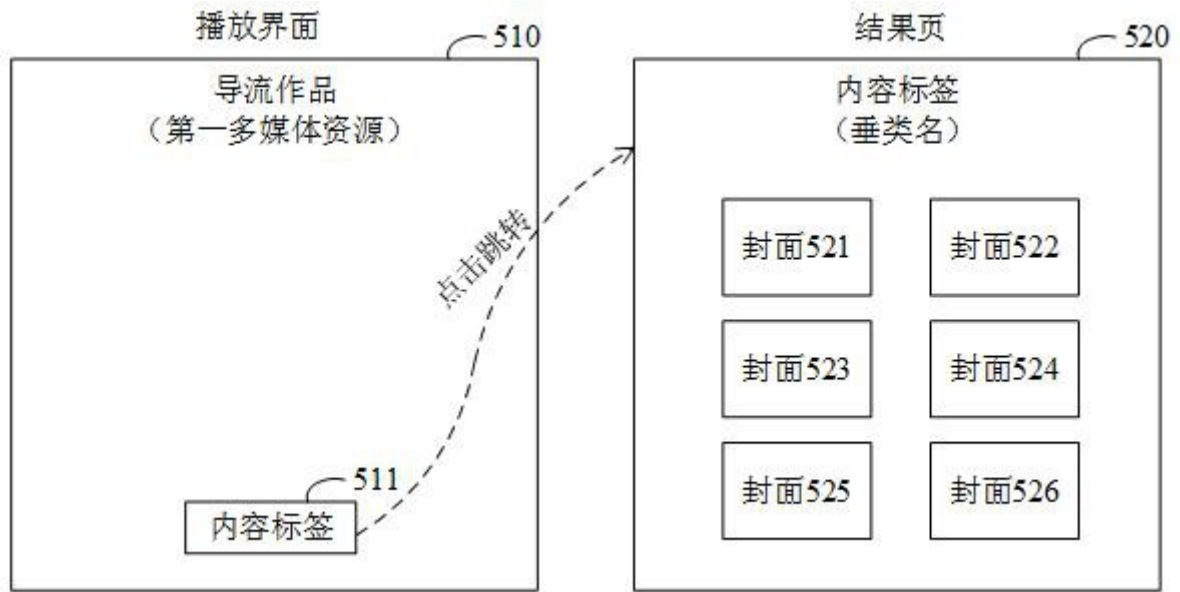 播放界面
510
导流作品
（第一多媒体资源）
点击跳转
511
内容标签
结果页
520
内容标签
（垂类名）
封面521
封面522
封面523
封面524
封面525
封面526